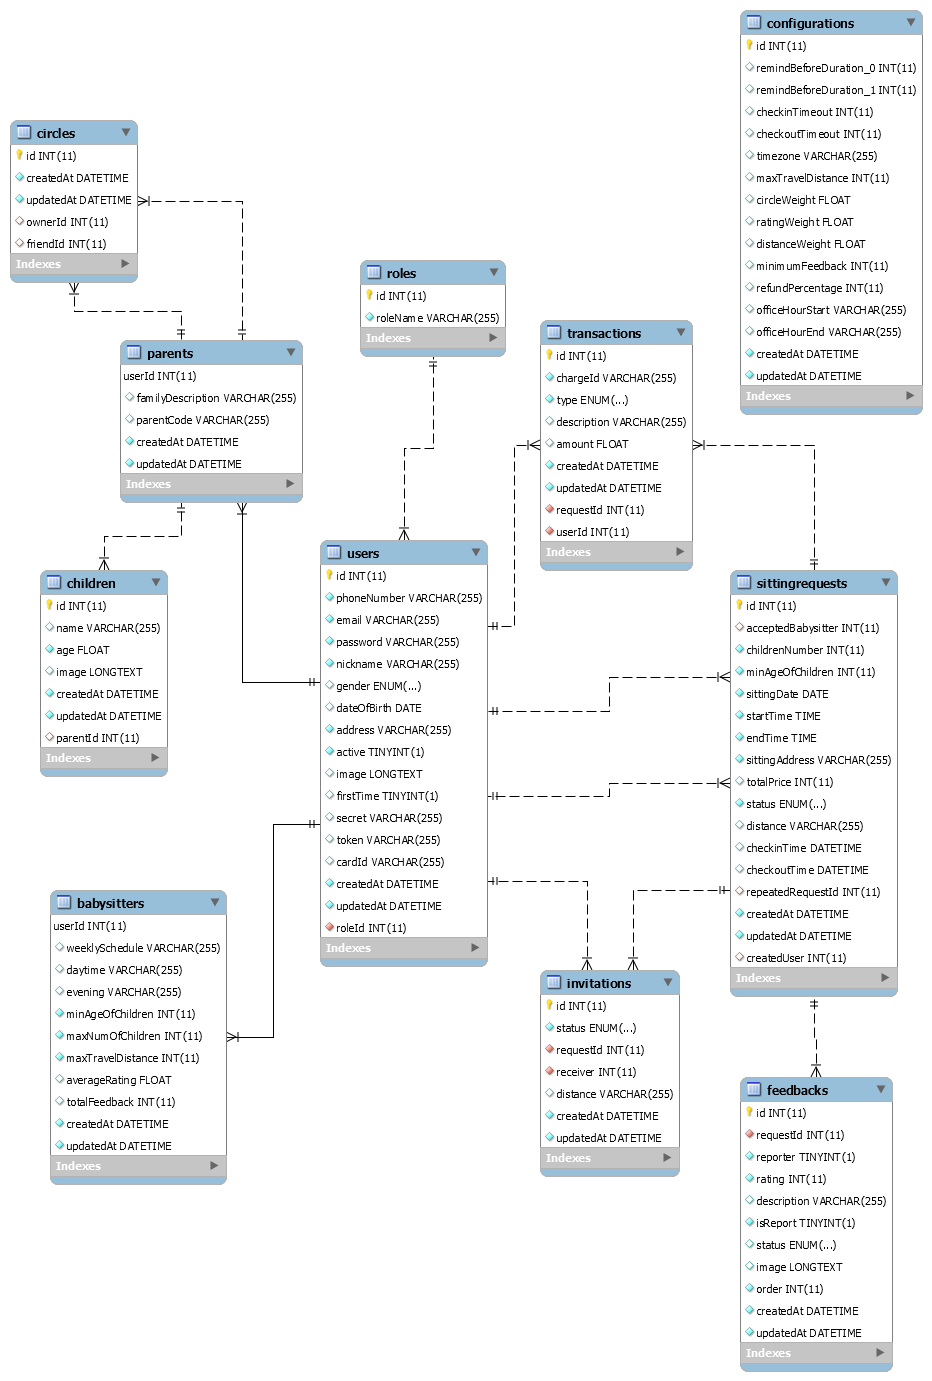 configurations
id INT(11)
remindBeforeDuration_0 INT(11)
remindBeforeDuration_1 INT(11)
checkinTimeout INT(11)
checkoutTimeout INT(11)
timezone VARCHAR(255)
maxTravelDistance INT(11)
circleWeight FLOAT
ratingWeight FLOAT
distanceWeight FLOAT
minimumFeedback INT(11)
refundPercentage INT(11)
officeHourStart VARCHAR(255)
officeHourEnd VARCHAR(255)
createdAt DATETIME
updatedAt DATETIME
Indexes
circles
id INT(11)
createdAt DATETIME
updatedAt DATETIME
ownerId INT(11)
friendId INT(11)
Indexes
roles
id INT(11)
roleName VARCHAR(255)
Indexes
transactions
id INT(11)
chargeId VARCHAR(255)
type ENUM(...)
description VARCHAR(255)
amount FLOAT
createdAt DATETIME
updatedAt DATETIME
requestId INT(11)
userId INT(11)
Indexes
parents
userId INT(11)
familyDescription VARCHAR(255)
parentCode VARCHAR(255)
createdAt DATETIME
updatedAt DATETIME
Indexes
users
id INT(11)
phoneNumber VARCHAR(255)
email VARCHAR(255)
password VARCHAR(255)
nickname VARCHAR(255)
gender ENUM(...)
dateOfBirth DATE
address VARCHAR(255)
active TINYINT(1)
image LONGTEXT
firstTime TINYINT(1)
secret VARCHAR(255)
token VARCHAR(255)
cardId VARCHAR(255)
createdAt DATETIME
updatedAt DATETIME
roleId INT(11)
Indexes
children
id INT(11)
name VARCHAR(255)
age FLOAT
image LONGTEXT
createdAt DATETIME
updatedAt DATETIME
parentId INT(11)
Indexes
sittingrequests
id INT(11)
acceptedBabysitter INT(11)
childrenNumber INT(11)
minAgeOfChildren INT(11)
sittingDate DATE
startTime TIME
endTime TIME
sittingAddress VARCHAR(255)
totalPrice INT(11)
status ENUM(...)
distance VARCHAR(255)
checkinTime DATETIME
checkoutTime DATETIME
repeatedRequestId INT(11)
createdAt DATETIME
updatedAt DATETIME
createdUser INT(11)
Indexes
babysitters
userId INT(11)
weeklySchedule VARCHAR(255)
daytime VARCHAR(255)
evening VARCHAR(255)
minAgeOfChildren INT(11)
maxNumOfChildren INT(11)
maxTravelDistance INT(11)
averageRating FLOAT
totalFeedback INT(11)
createdAt DATETIME
updatedAt DATETIME
Indexes
invitations
id INT(11)
status ENUM(...)
requestId INT(11)
receiver INT(11)
distance VARCHAR(255)
createdAt DATETIME
updatedAt DATETIME
Indexes
feedbacks
id INT(11)
requestId INT(11)
reporter TINYINT(1)
rating INT(11)
description VARCHAR(255)
isReport TINYINT(1)
status ENUM(...)
image LONGTEXT
order INT(11)
createdAt DATETIME
updatedAt DATETIME
Indexes